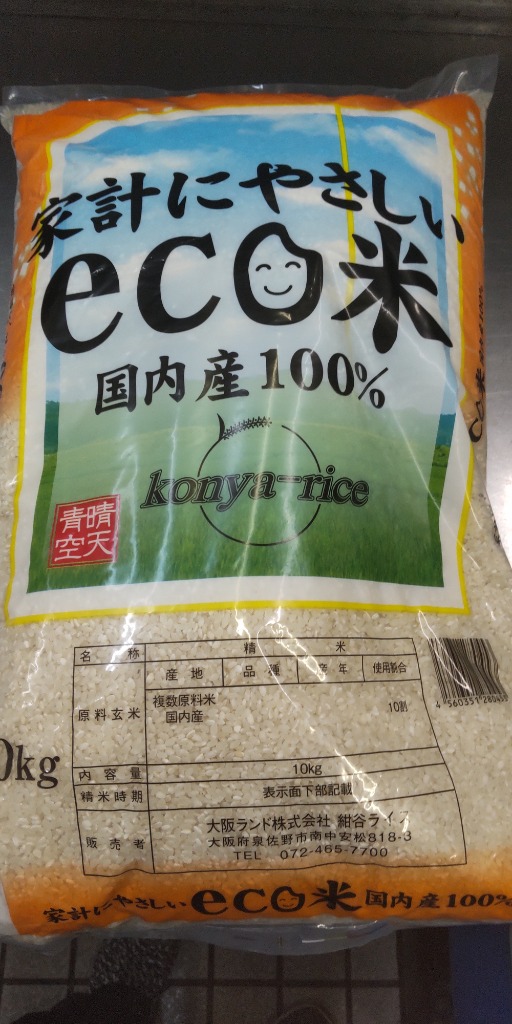 家計にやさしい
eco米
国内産100%
konya-rice
晴天
青空
名称 精米
産地 品種 産年 使用割合
原料玄米 複数原料米 10割
国内産
0kg
内容量 10kg
精米時期 表示面下部記載
販売者 大阪ランド株式会社 紺谷ライス
大阪府泉佐野市南中安松818-3
TEL 072-465-7700
家計にやさしいeco米国内産100%